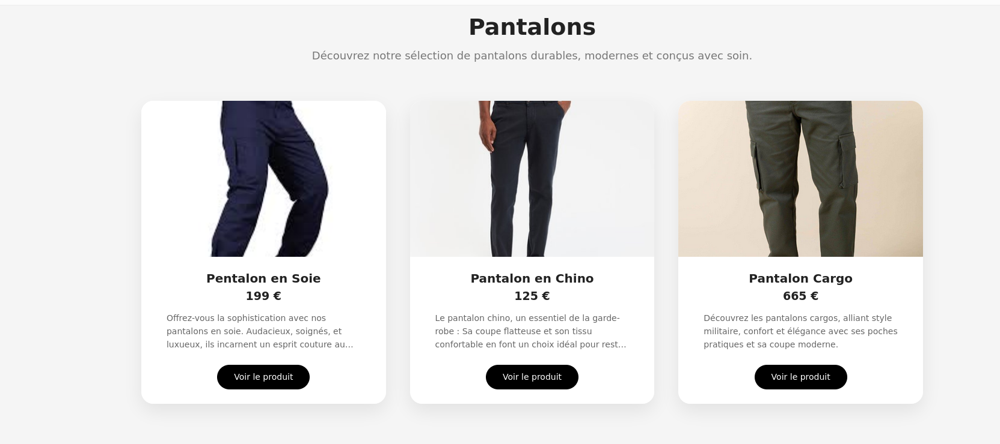 Pantalons
Découvrez notre sélection de pantalons durables, modernes et conçus avec soin.
Pentalon en Soie
199 €
Offrez-vous la sophistication avec nos
pantalons en soie. Audacieux, soignés, et
luxueux, ils incarnent un esprit couture au…
Voir le produit
Pantalon en Chino
125 €
Le pantalon chino, un essentiel de la garde-
robe : Sa coupe flatteuse et son tissu
confortable en font un choix idéal pour rest…
Voir le produit
Pantalon Cargo
665 €
Découvrez les pantalons cargos, alliant style
militaire, confort et élégance avec ses poches
pratiques et sa coupe moderne.
Voir le produit